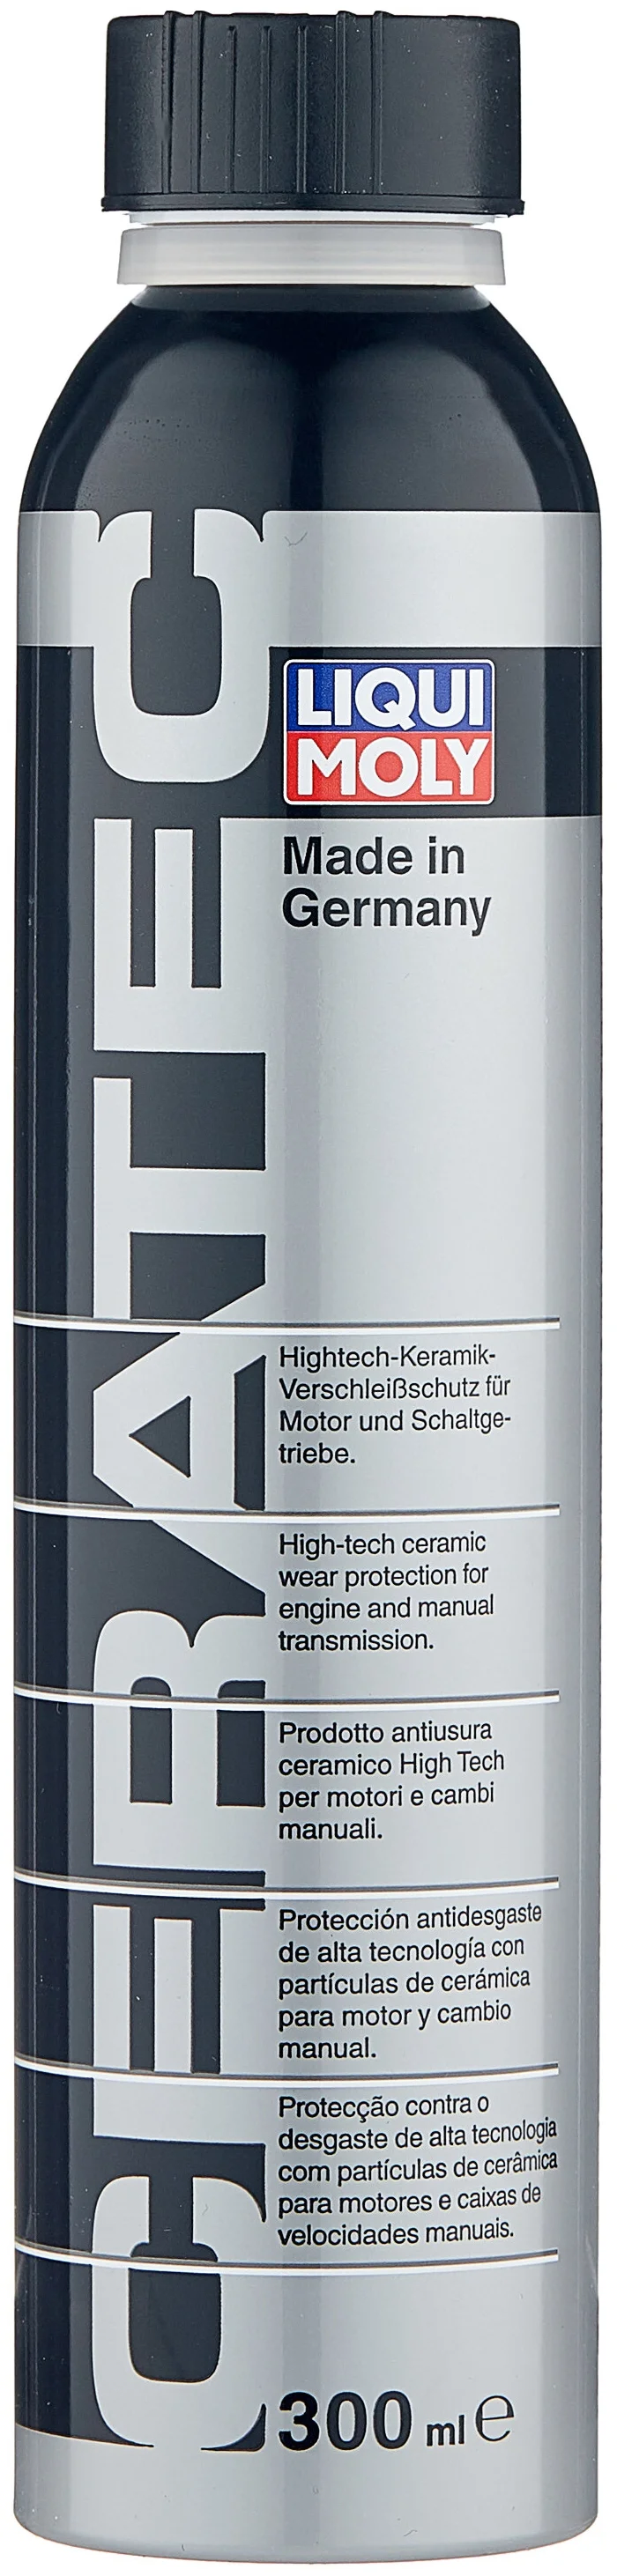 CERATEC
LIQUI
MOLY
Made in
Germany
Hightech-Keramik-
Verschleißschutz für
Motor und Schaltge-
triebe.
High-tech ceramic
wear protection for
engine and manual
transmission.
Prodotto antiusura
ceramico High Tech
per motori e cambi
manuali.
Protección antidesgaste
de alta tecnología con
partículas de cerámica
para motor y cambio
manual.
Protecção contra o
desgaste de alta tecnologia
com partículas de cerâmica
para motores e caixas de
velocidades manuais.
300 ml ℮